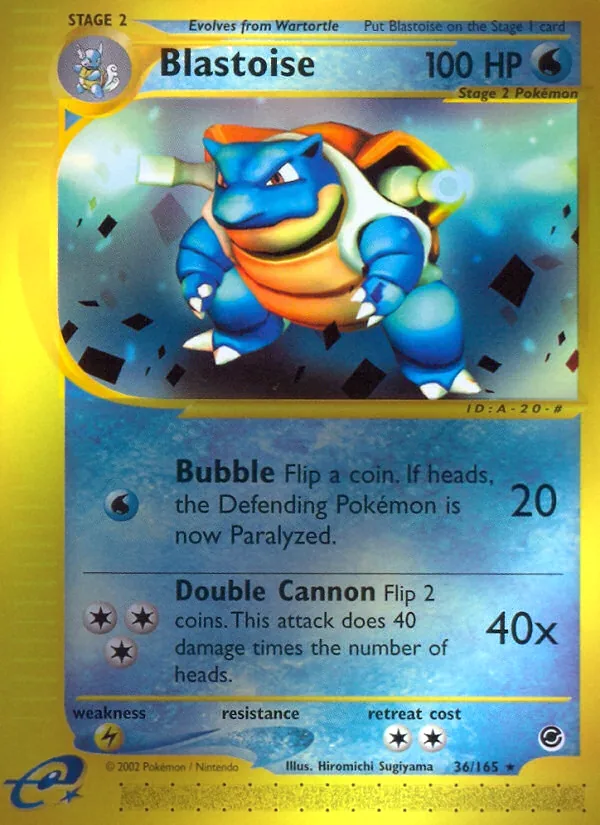 STAGE 2
Evolves from Wartortle Put Blastoise on the Stage 1 card
Blastoise 100 HP
Stage 2 Pokémon
ID:A-20-#
Bubble Flip a coin. If heads,
the Defending Pokémon is
now Paralyzed.
20
Double Cannon Flip 2
coins. This attack does 40
damage times the number of
heads.
40x
weakness resistance retreat cost
© 2002 Pokémon / Nintendo Illus. Hiromichi Sugiyama 36/165 ★
e